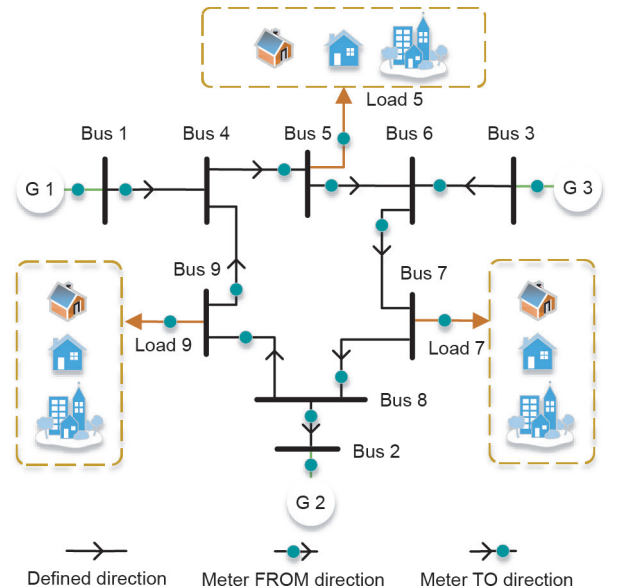 Load 5
Bus 1
Bus 4
Bus 5
Bus 6
Bus 3
G 1
G 3
Bus 9
Bus 7
Load 9
Load 7
Bus 8
Bus 2
G 2
Defined direction
Meter FROM direction
Meter TO direction